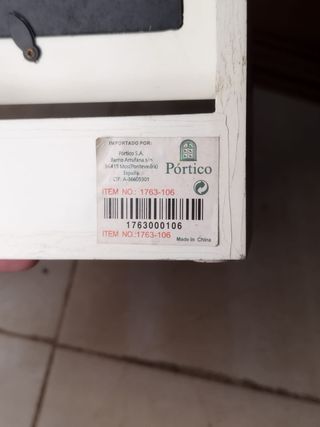 IMPORTADO POR:
Pórtico S.A.
Barrio Arrufana s/n
36415 Mos(Pontevedra)
España
CIF: A-36605301
Pórtico
ITEM NO.: 1763-106
1763000106
ITEM NO.:1763-106
Made In China